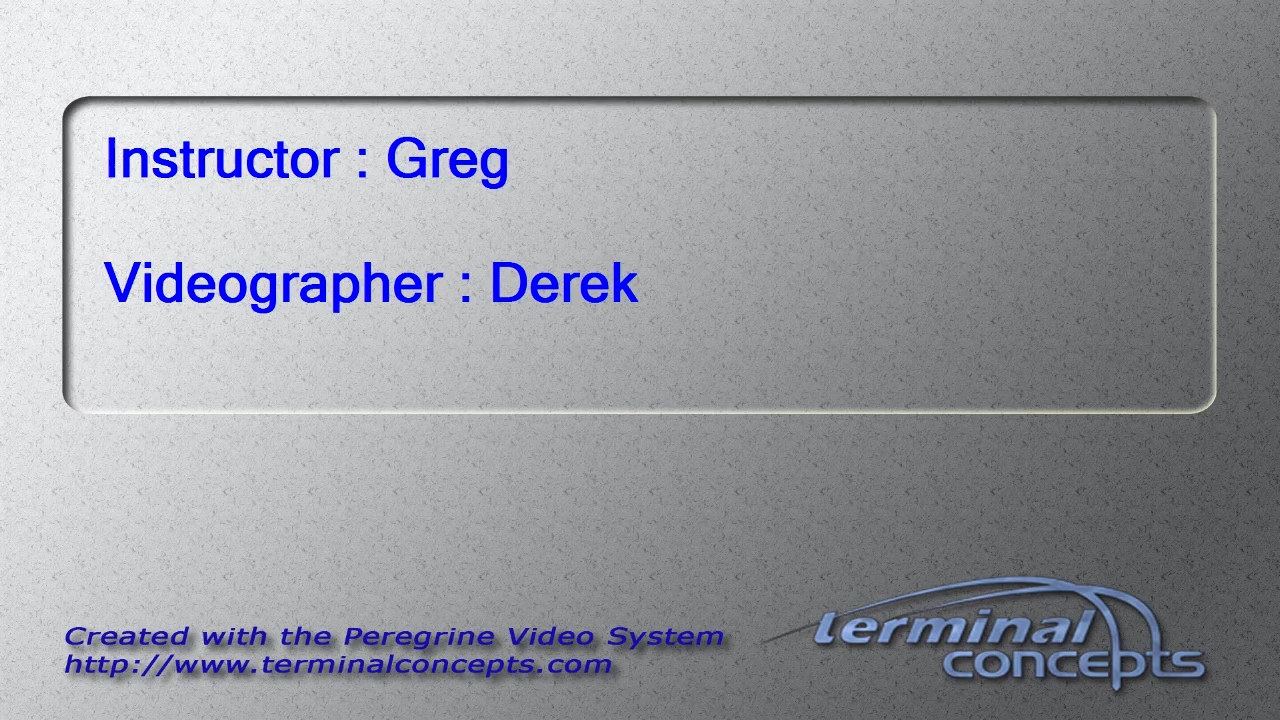 Instructor : Greg
Videographer : Derek
Created with the Peregrine Video System
http://www.terminalconcepts.com
terminal
concepts